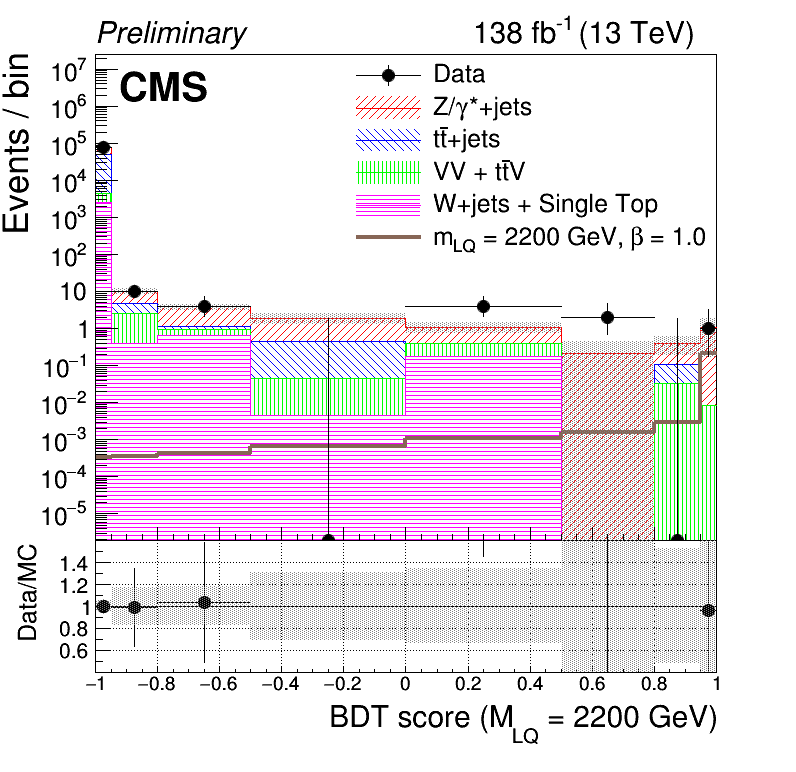 Preliminary 138 fb⁻¹ (13 TeV)
CMS
Events / bin
10⁷
10⁶
10⁵
10⁴
10³
10²
10
1
10⁻¹
10⁻²
10⁻³
10⁻⁴
10⁻⁵
Data
Z/γ*+jets
tt̄+jets
VV + tt̄V
W+jets + Single Top
m_LQ = 2200 GeV, β = 1.0
Data/MC
1.4
1.2
1
0.8
0.6
−1 −0.8 −0.6 −0.4 −0.2 0 0.2 0.4 0.6 0.8 1
BDT score (M_LQ = 2200 GeV)